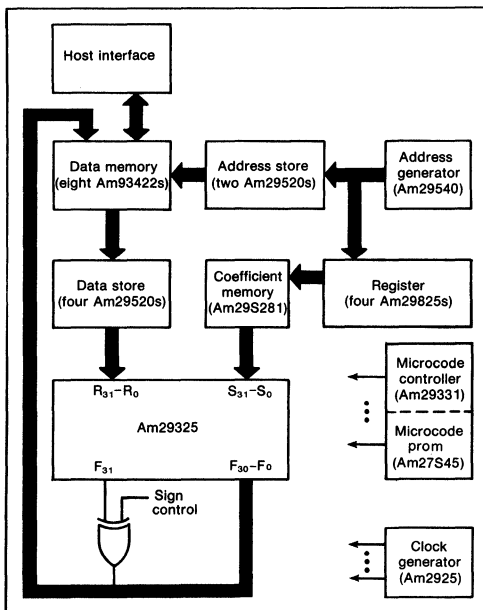 Host interface
Data memory
(eight Am93422s)
Address store
(two Am29520s)
Address
generator
(Am29540)
Data store
(four Am29520s)
Coefficient
memory
(Am29S281)
Register
(four Am29825s)
R31–R0
S31–S0
Am29325
F31
F30–F0
Sign
control
Microcode
controller
(Am29331)
Microcode
prom
(Am27S45)
Clock
generator
(Am2925)